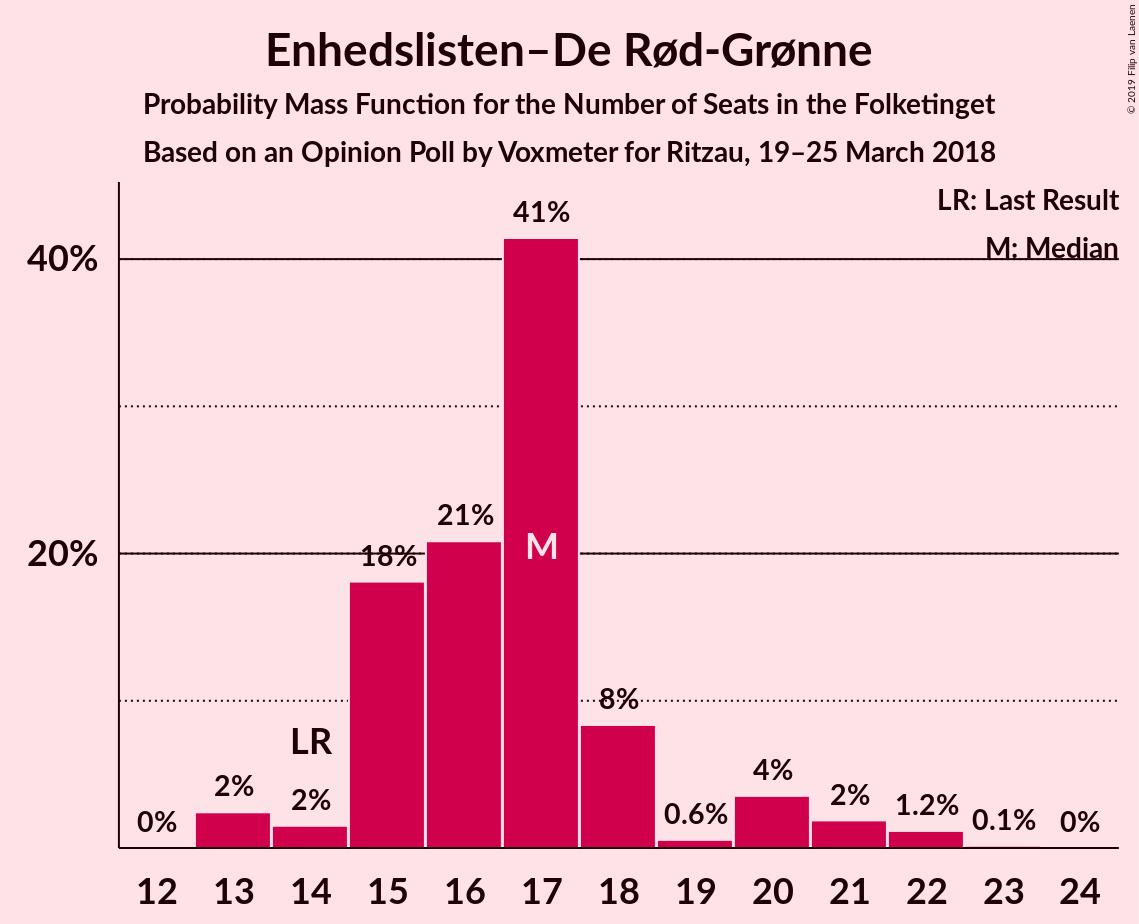 Enhedslisten–De Rød-Grønne
Probability Mass Function for the Number of Seats in the Folketinget
Based on an Opinion Poll by Voxmeter for Ritzau, 19–25 March 2018
© 2019 Filip van Laenen
LR: Last Result
M: Median
41%
40%
21%
18%
M
20%
8%
LR
4%
2%
2%
2%
1.2%
0.6%
0.1%
0%
0%
12 13 14 15 16 17 18 19 20 21 22 23 24